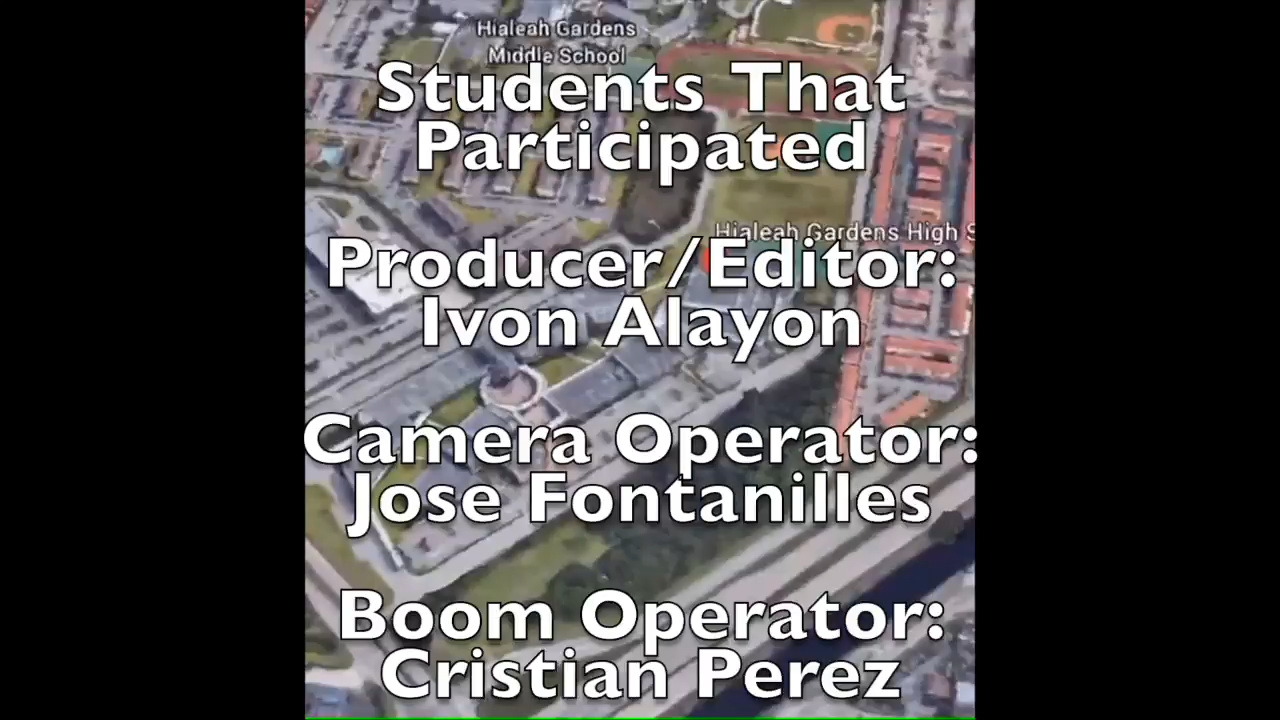 Hialeah Gardens
Middle School
Students That
Participated
Hialeah Gardens High S
Producer/Editor:
Ivon Alayon
Camera Operator:
Jose Fontanilles
Boom Operator:
Cristian Perez